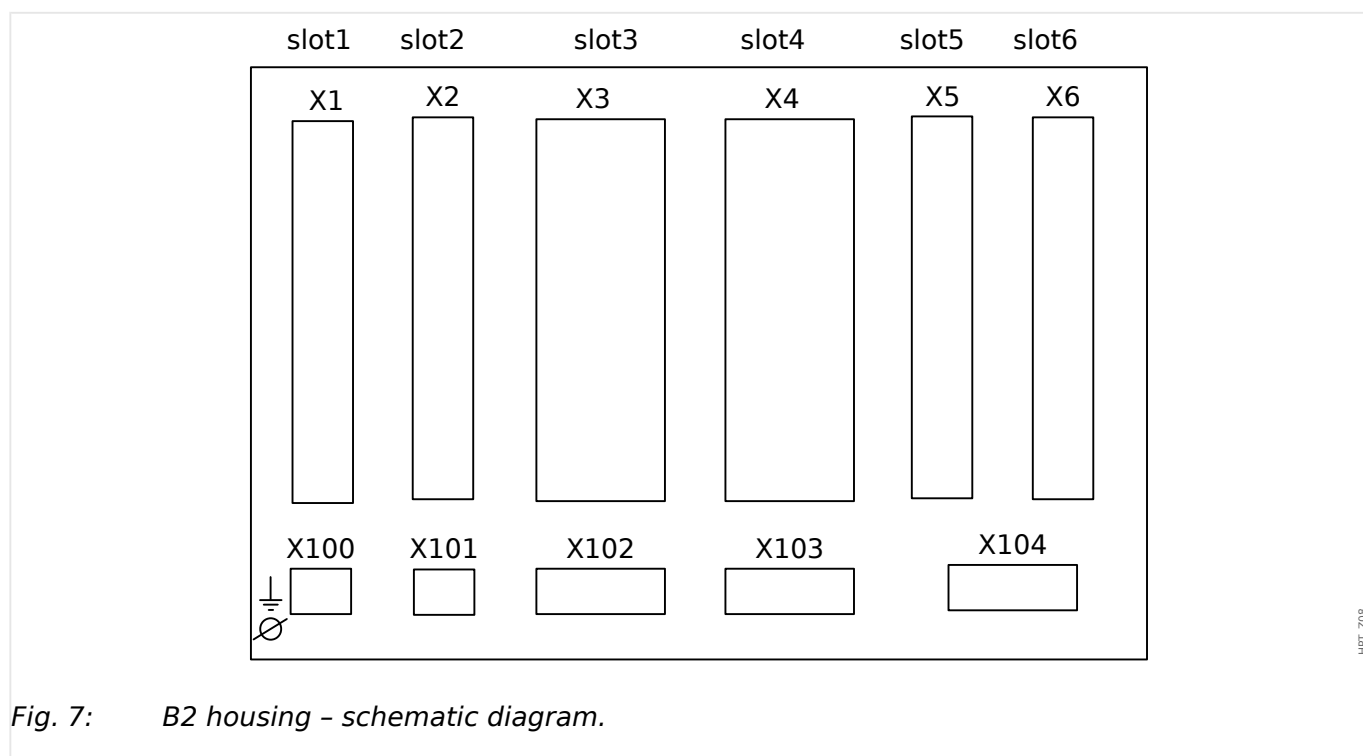 slot1 slot2 slot3 slot4 slot5 slot6
X1 X2 X3 X4 X5 X6
X100 X101 X102 X103 X104
Fig. 7: B2 housing – schematic diagram.